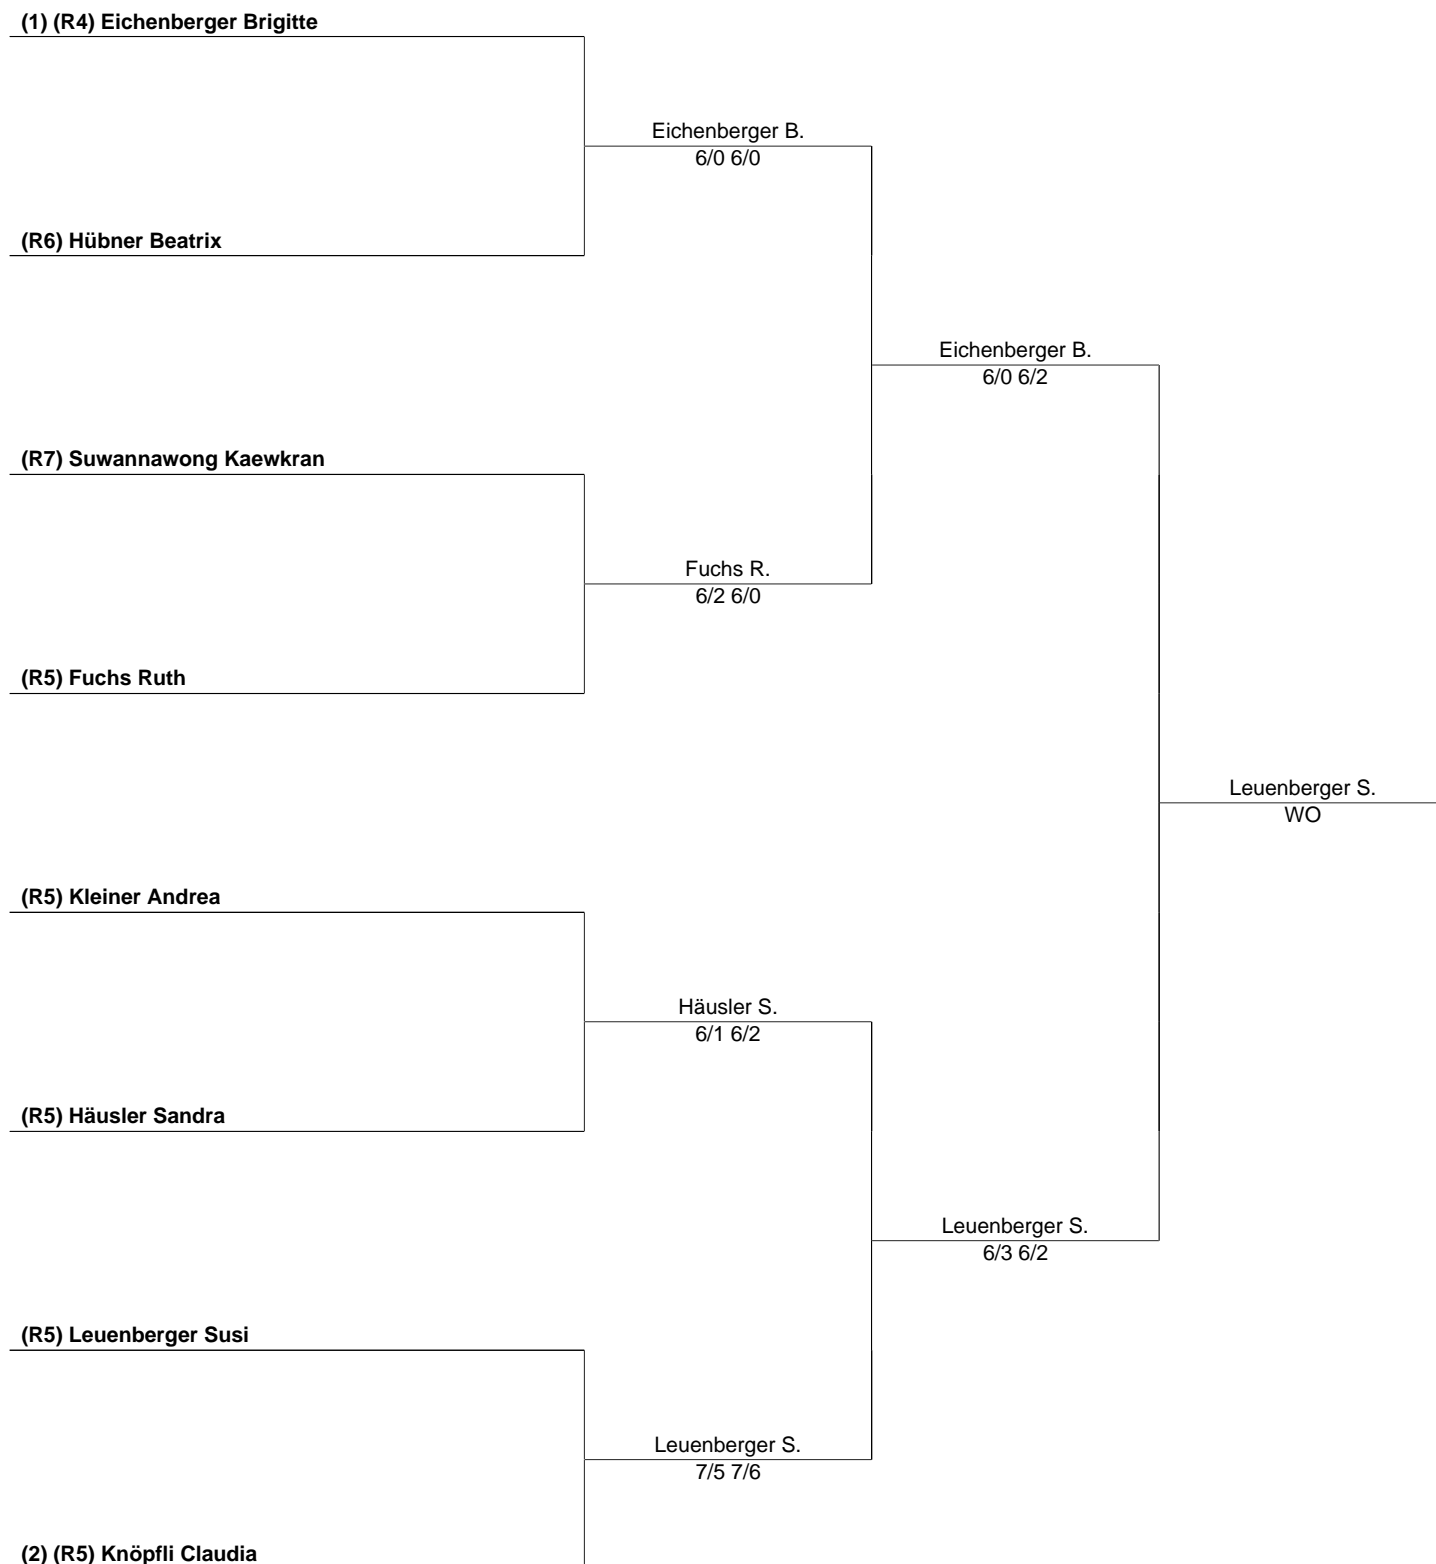 (1) (R4) Eichenberger Brigitte
Eichenberger B.
6/0 6/0
(R6) Hübner Beatrix
Eichenberger B.
6/0 6/2
(R7) Suwannawong Kaewkran
Fuchs R.
6/2 6/0
(R5) Fuchs Ruth
Leuenberger S.
WO
(R5) Kleiner Andrea
Häusler S.
6/1 6/2
(R5) Häusler Sandra
Leuenberger S.
6/3 6/2
(R5) Leuenberger Susi
Leuenberger S.
7/5 7/6
(2) (R5) Knöpfli Claudia